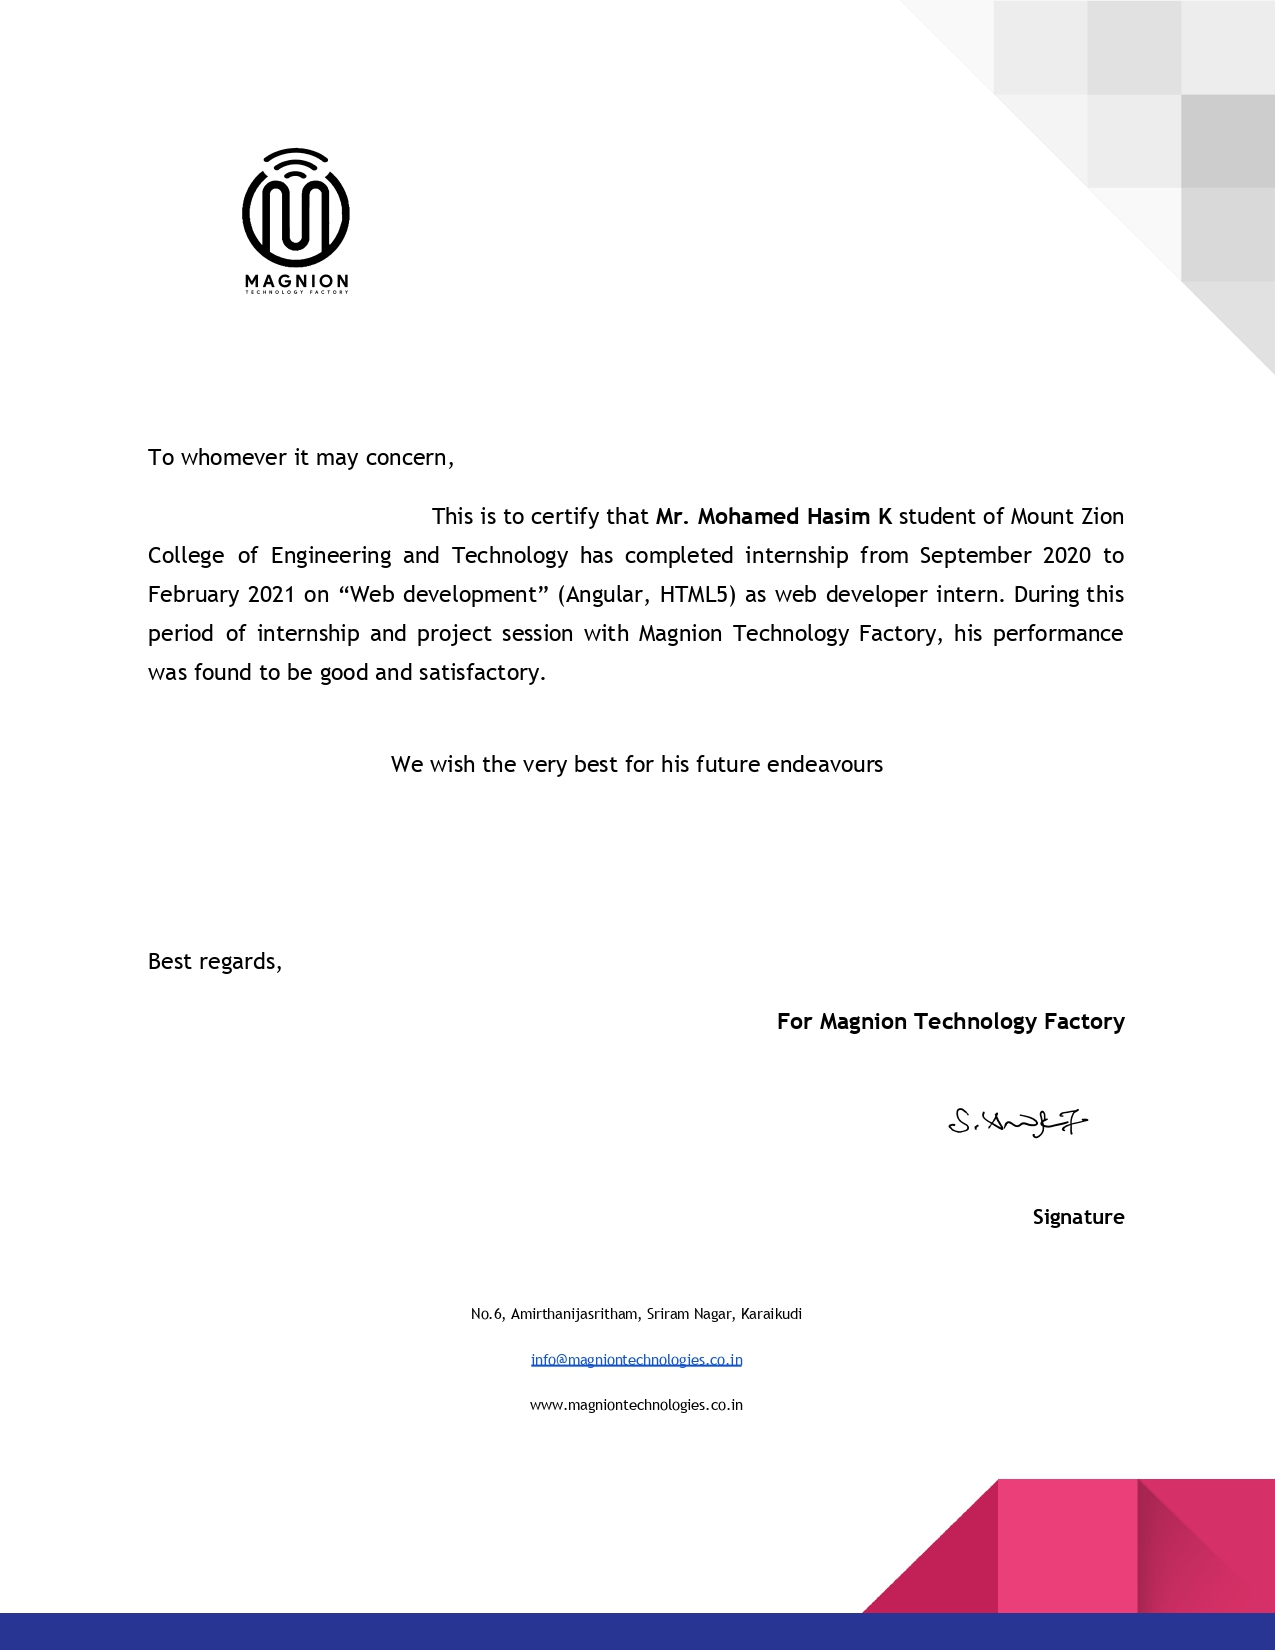 MAGNION
TECHNOLOGY FACTORY
To whomever it may concern,
This is to certify that Mr. Mohamed Hasim K student of Mount Zion
College of Engineering and Technology has completed internship from September 2020 to
February 2021 on “Web development” (Angular, HTML5) as web developer intern. During this
period of internship and project session with Magnion Technology Factory, his performance
was found to be good and satisfactory.
We wish the very best for his future endeavours
Best regards,
For Magnion Technology Factory
Signature
No.6, Amirthanijasritham, Sriram Nagar, Karaikudi
info@magniontechnologies.co.in
www.magniontechnologies.co.in